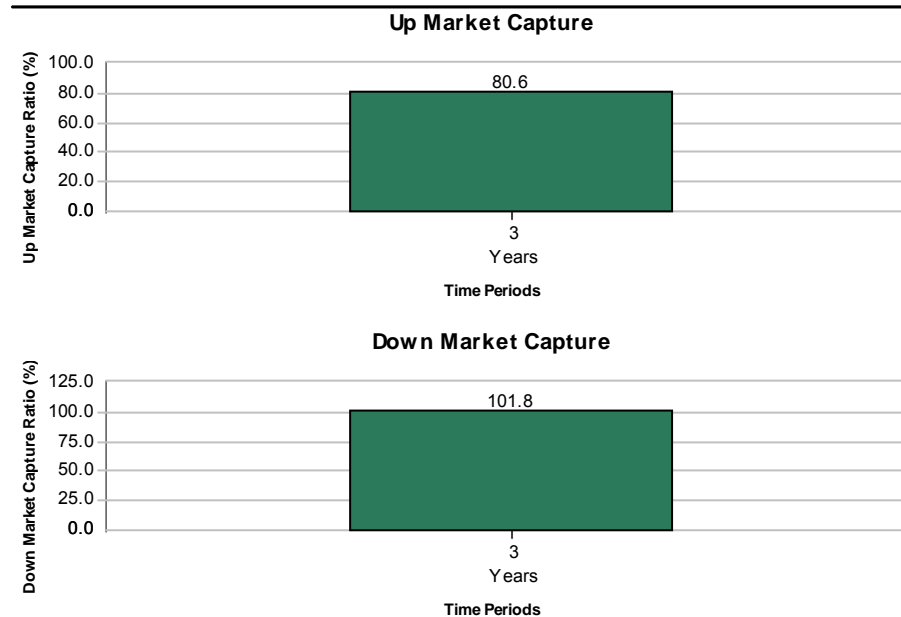 Up Market Capture
Up Market Capture Ratio (%)
100.0
80.0
60.0
40.0
20.0
0.0
80.6
3
Years
Time Periods
Down Market Capture
Down Market Capture Ratio (%)
125.0
100.0
75.0
50.0
25.0
0.0
101.8
3
Years
Time Periods